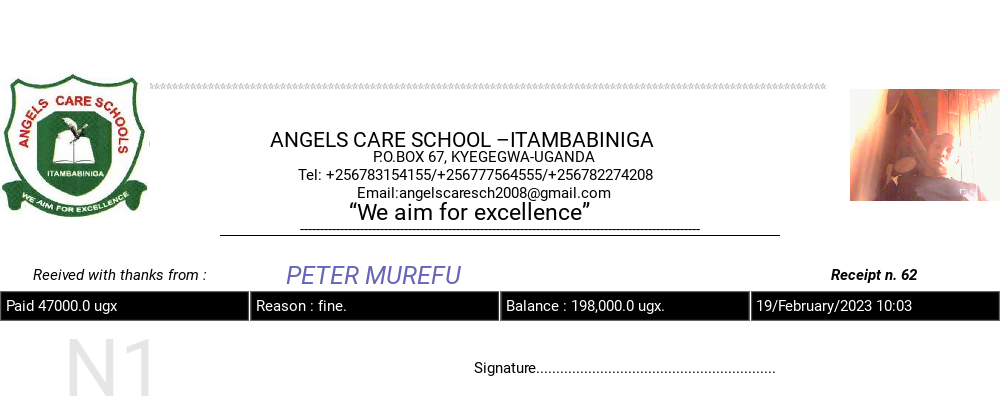 ANGELS CARE SCHOOLS
ITAMBABINIGA
WE AIM FOR EXCELLENCE
ANGELS CARE SCHOOL –ITAMBABINIGA
P.O.BOX 67, KYEGEGWA-UGANDA
Tel: +256783154155/+256777564555/+256782274208
Email:angelscaresch2008@gmail.com
“We aim for excellence”
Reeived with thanks from : PETER MUREFU Receipt n. 62
Paid 47000.0 ugx Reason : fine. Balance : 198,000.0 ugx. 19/February/2023 10:03
N1
Signature............................................................